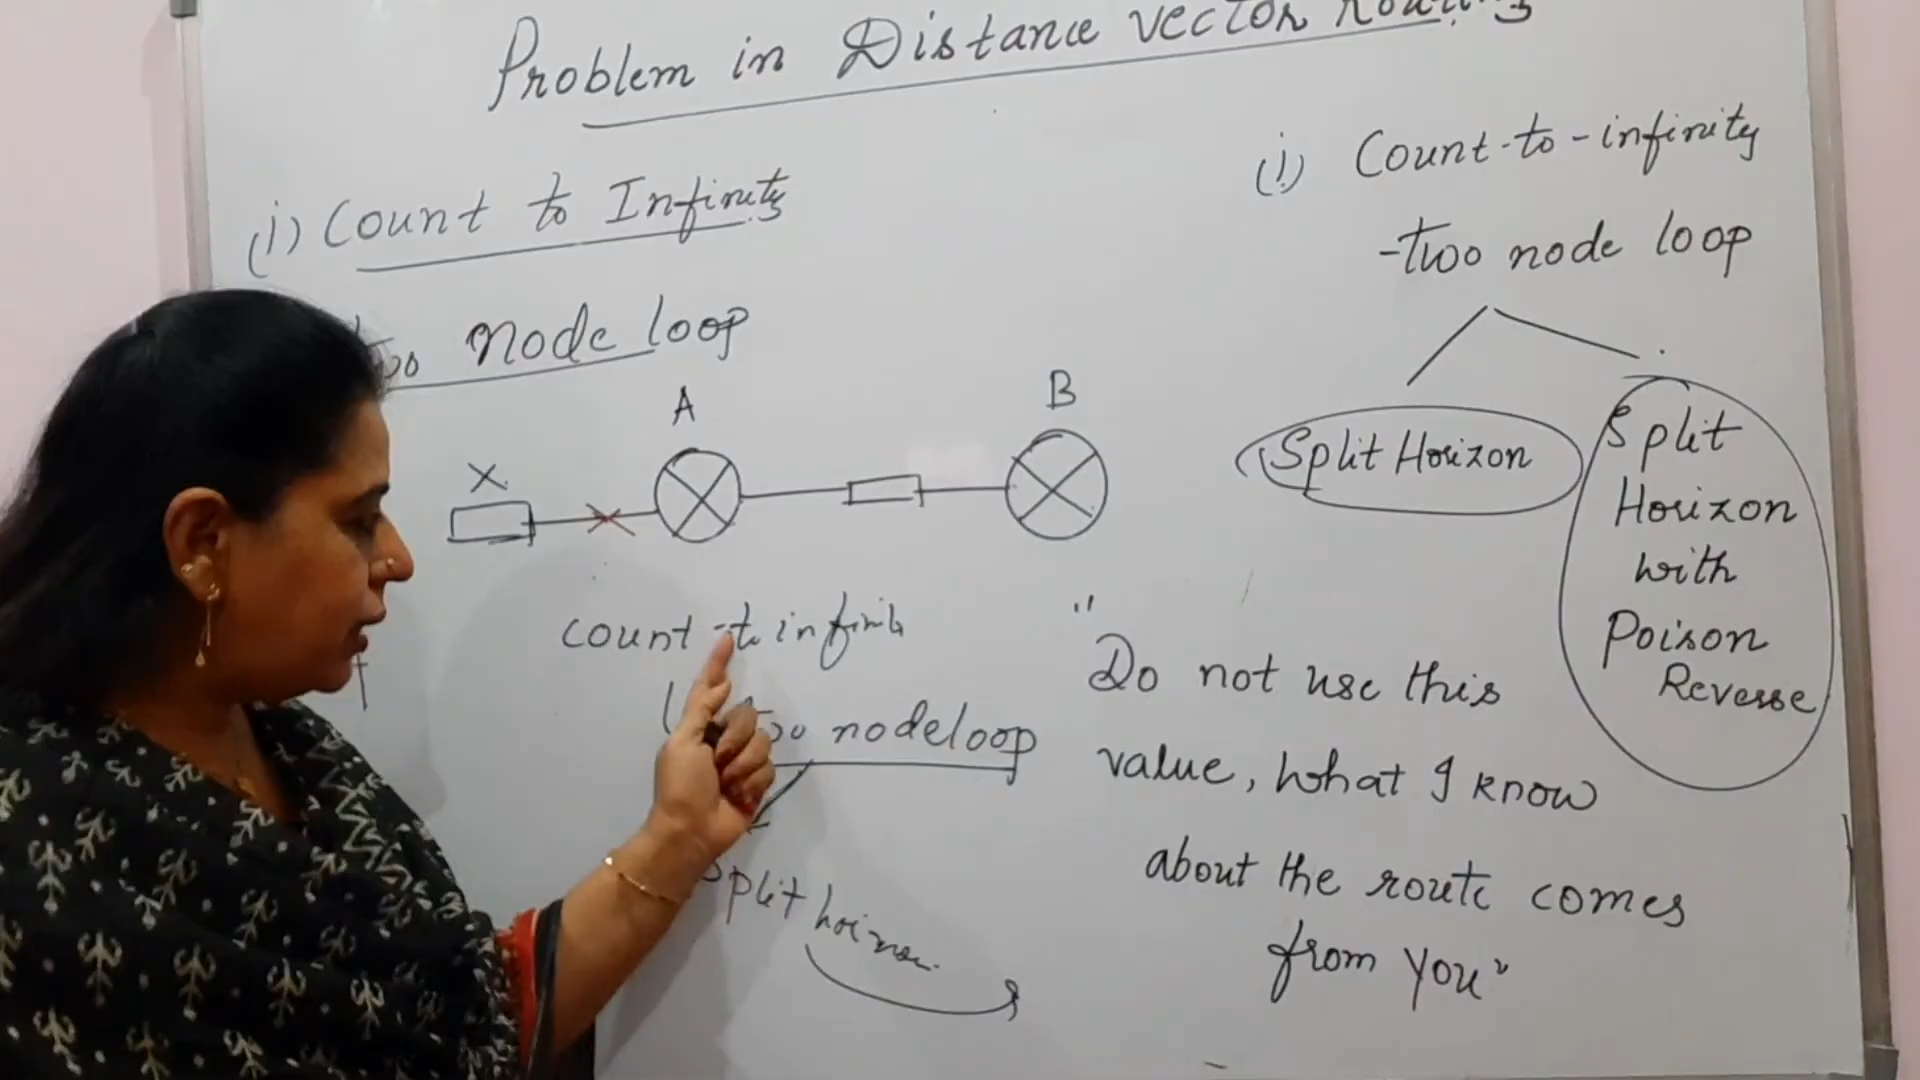 Problem in Distance vector Routing
(i) Count to Infinity
node loop
A
B
X
count to infinity
nodeloop
split horizon
(i) Count-to-infinity
-Two node loop
Split Horizon
Split
Horizon
with
Poison
Reverse
"Do not use this
value, what I know
about the route comes
from you"